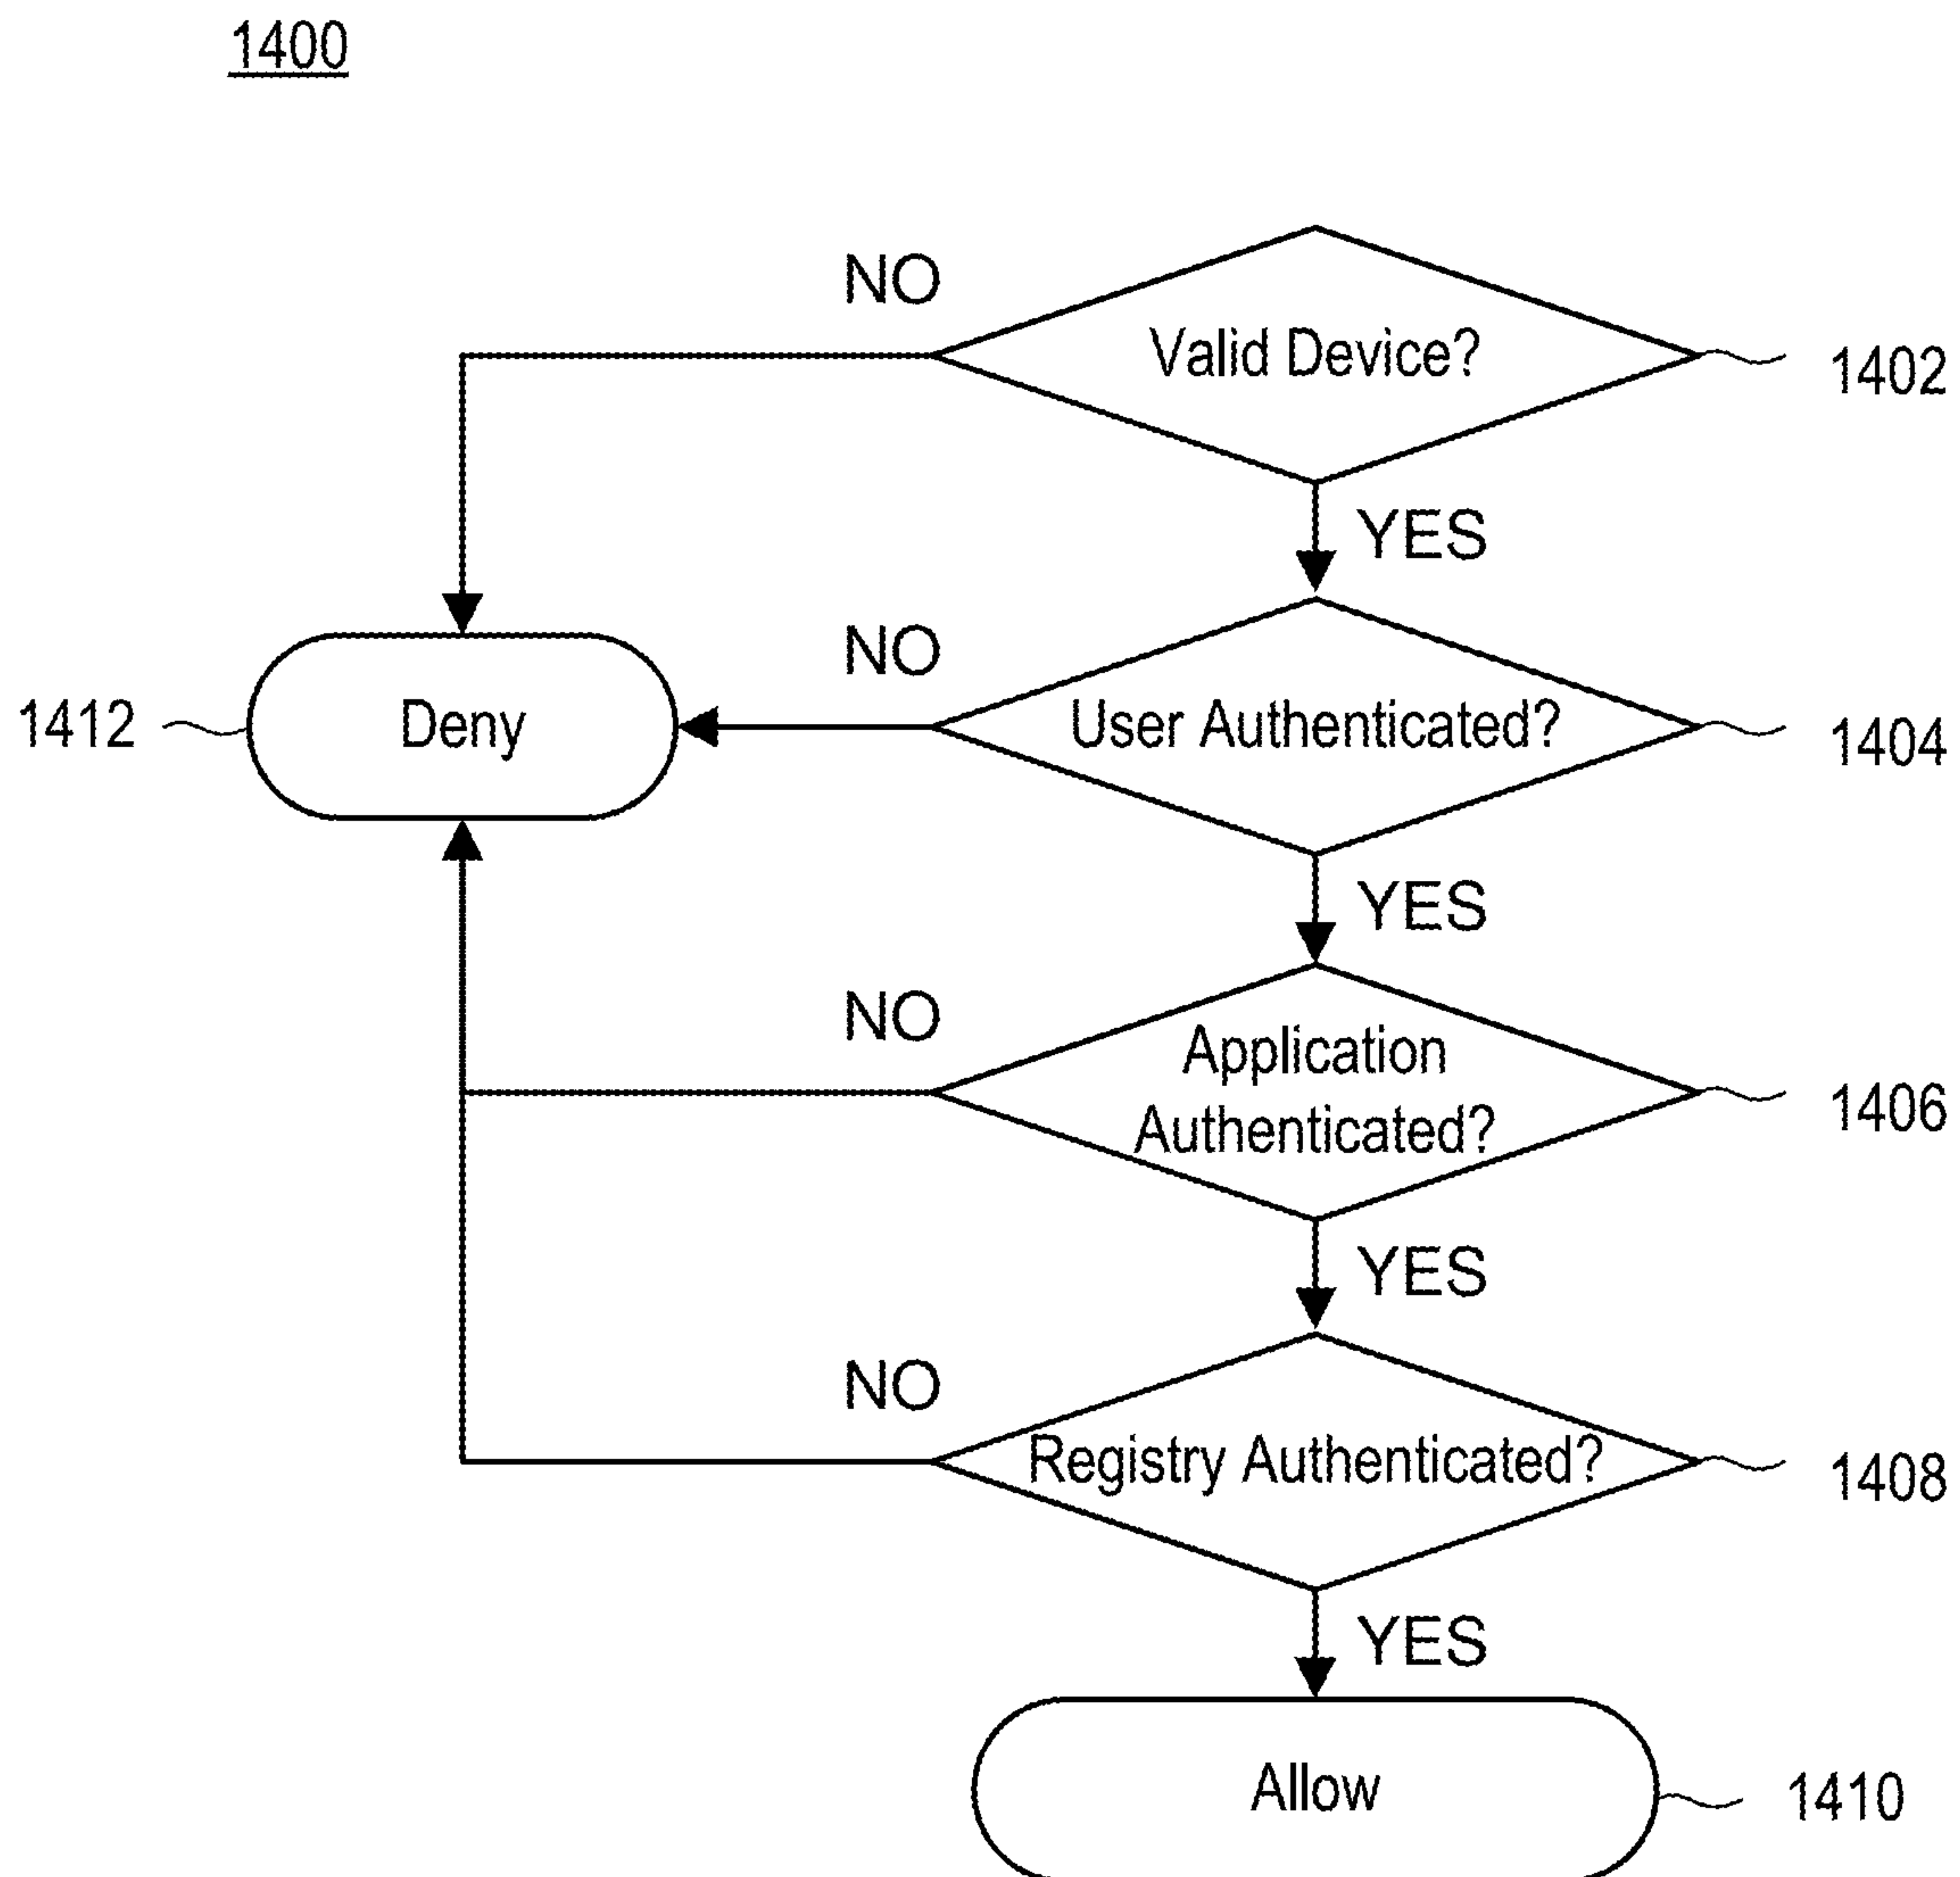 1400
NO
Valid Device?
1402
YES
NO
1412
Deny
User Authenticated?
1404
YES
NO
Application
Authenticated?
1406
YES
NO
Registry Authenticated?
1408
YES
Allow
1410